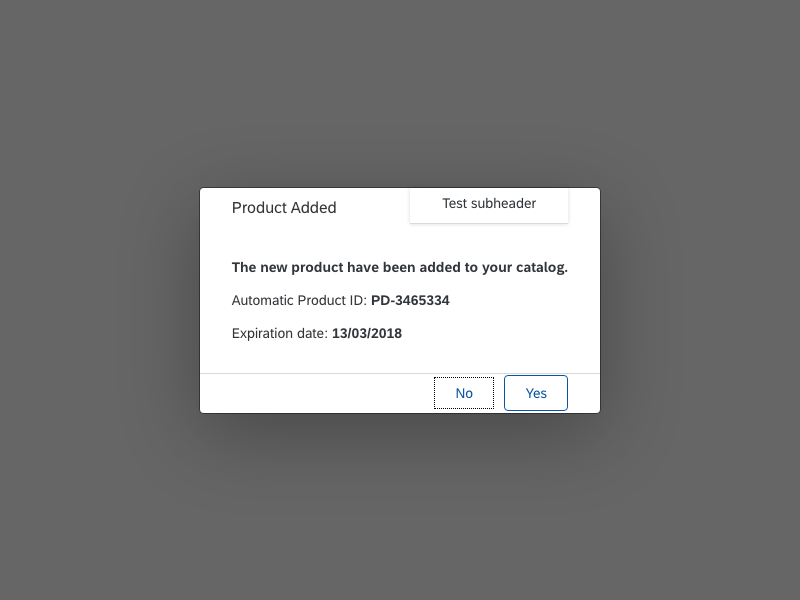 Product Added
Test subheader
The new product have been added to your catalog.
Automatic Product ID: PD-3465334
Expiration date: 13/03/2018
No
Yes